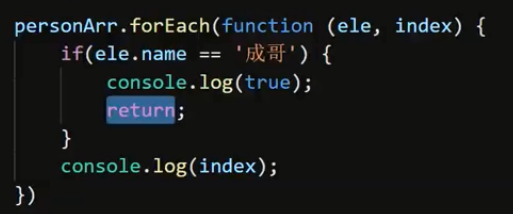 personArr.forEach(function (ele, index) {
    if(ele.name == '成哥') {
        console.log(true);
        return;
    }
    console.log(index);
})